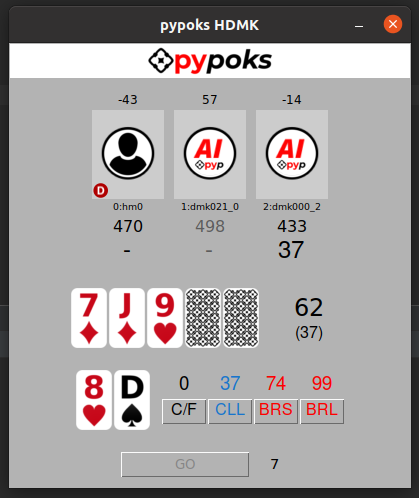 pypoks HDMK
pypoks
-43 57 -14
AI pyp AI pyp
D
0:hm0 1:dmk021_0 2:dmk000_2
470 498 433
- - 37
7 J 9 62
(37)
8 D 0 37 74 99
C/F CLL BRS BRL
GO 7